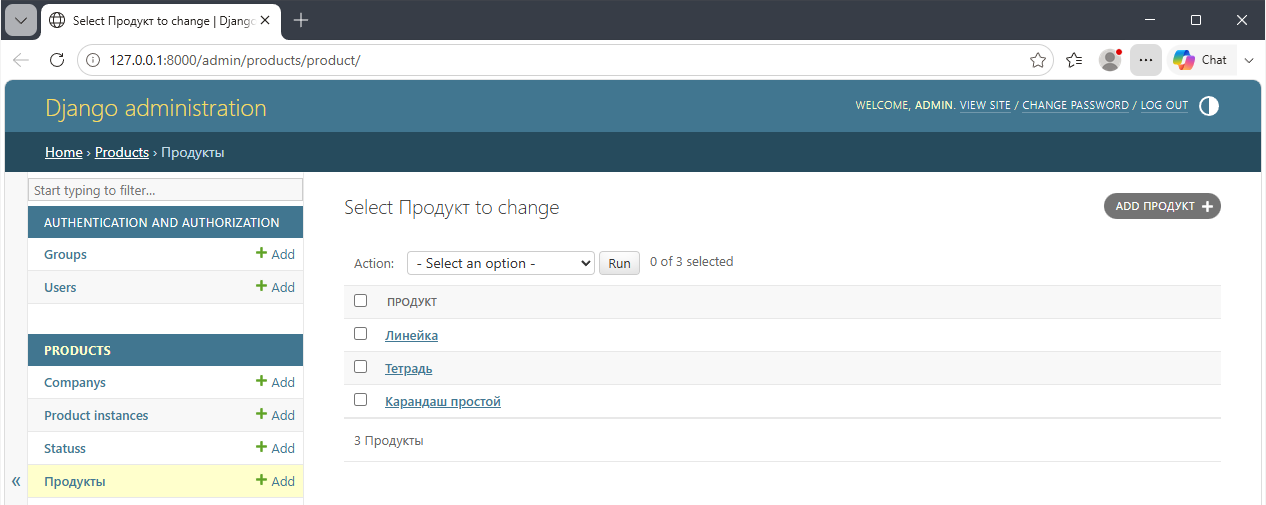 Select Продукт to change | Djang
127.0.0.1:8000/admin/products/product/
Chat
Django administration
WELCOME, ADMIN. VIEW SITE / CHANGE PASSWORD / LOG OUT
Home › Products › Продукты
Start typing to filter...
AUTHENTICATION AND AUTHORIZATION
Groups + Add
Users + Add
PRODUCTS
Companys + Add
Product instances + Add
Statuss + Add
Продукты + Add
«
Select Продукт to change
ADD ПРОДУКТ +
Action: - Select an option - Run 0 of 3 selected
ПРОДУКТ
Линейка
Тетрадь
Карандаш простой
3 Продукты